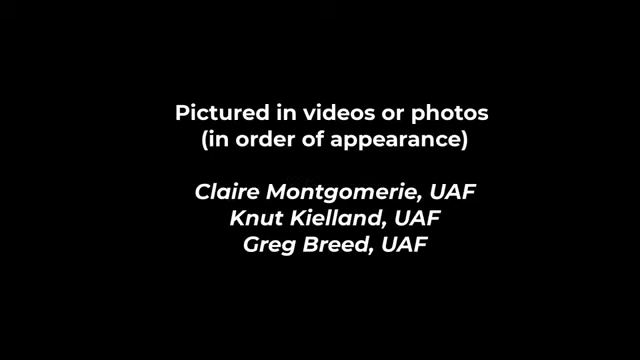 Pictured in videos or photos
(in order of appearance)
Claire Montgomerie, UAF
Knut Kielland, UAF
Greg Breed, UAF